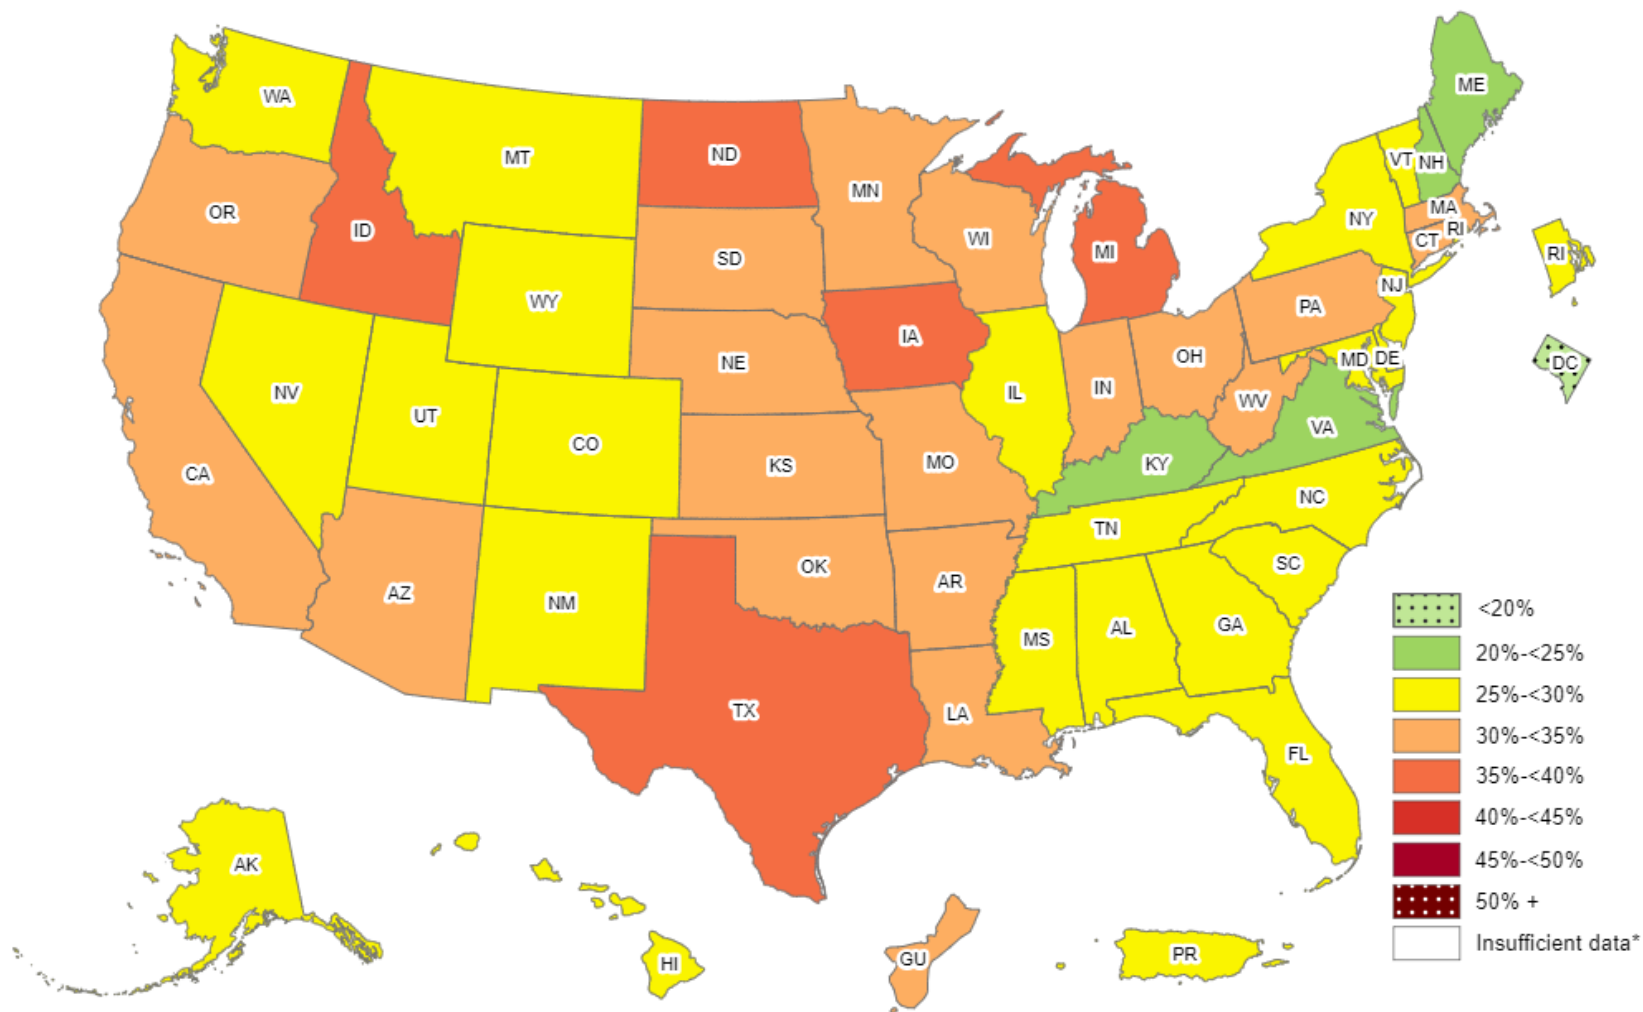 ME
WA
VT
NH
ND
MT
MN
MA
OR
NY
RI
ID
WI
CT
MI
RI
SD
NJ
WY
PA
IA
OH
MD
DE
DC
NE
IN
NV
IL
WV
UT
VA
CO
KY
MO
KS
CA
NC
TN
SC
OK
AR
AZ
NM
<20%
GA
AL
MS
20%-<25%
25%-<30%
TX
LA
30%-<35%
FL
35%-<40%
40%-<45%
AK
45%-<50%
50% +
Insufficient data*
PR
GU
HI